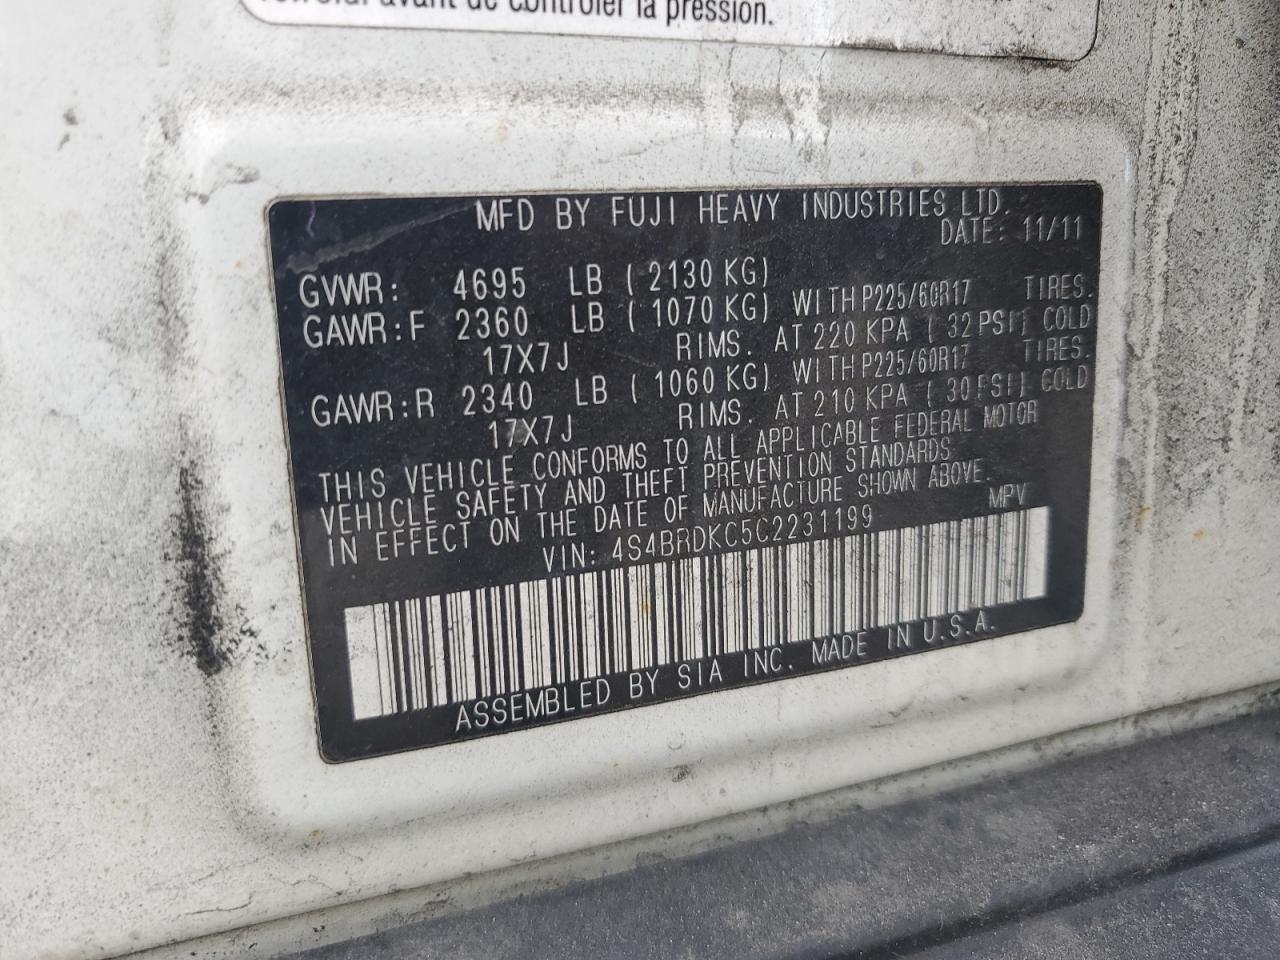 avant de contrôler la pression.
MFD BY FUJI HEAVY INDUSTRIES LTD.
DATE: 11/11
GVWR: 4695 LB ( 2130 KG)
GAWR:F 2360 LB ( 1070 KG) WITH P225/60R17 TIRES.
17X7J RIMS. AT 220 KPA ( 32 PSI) COLD
GAWR:R 2340 LB ( 1060 KG) WITH P225/60R17 TIRES.
17X7J RIMS. AT 210 KPA ( 30 PSI) COLD
THIS VEHICLE CONFORMS TO ALL APPLICABLE FEDERAL MOTOR
VEHICLE SAFETY AND THEFT PREVENTION STANDARDS
IN EFFECT ON THE DATE OF MANUFACTURE SHOWN ABOVE.
VIN: 4S4BRDKC5C2231199 MPV
ASSEMBLED BY SIA INC. MADE IN U.S.A.